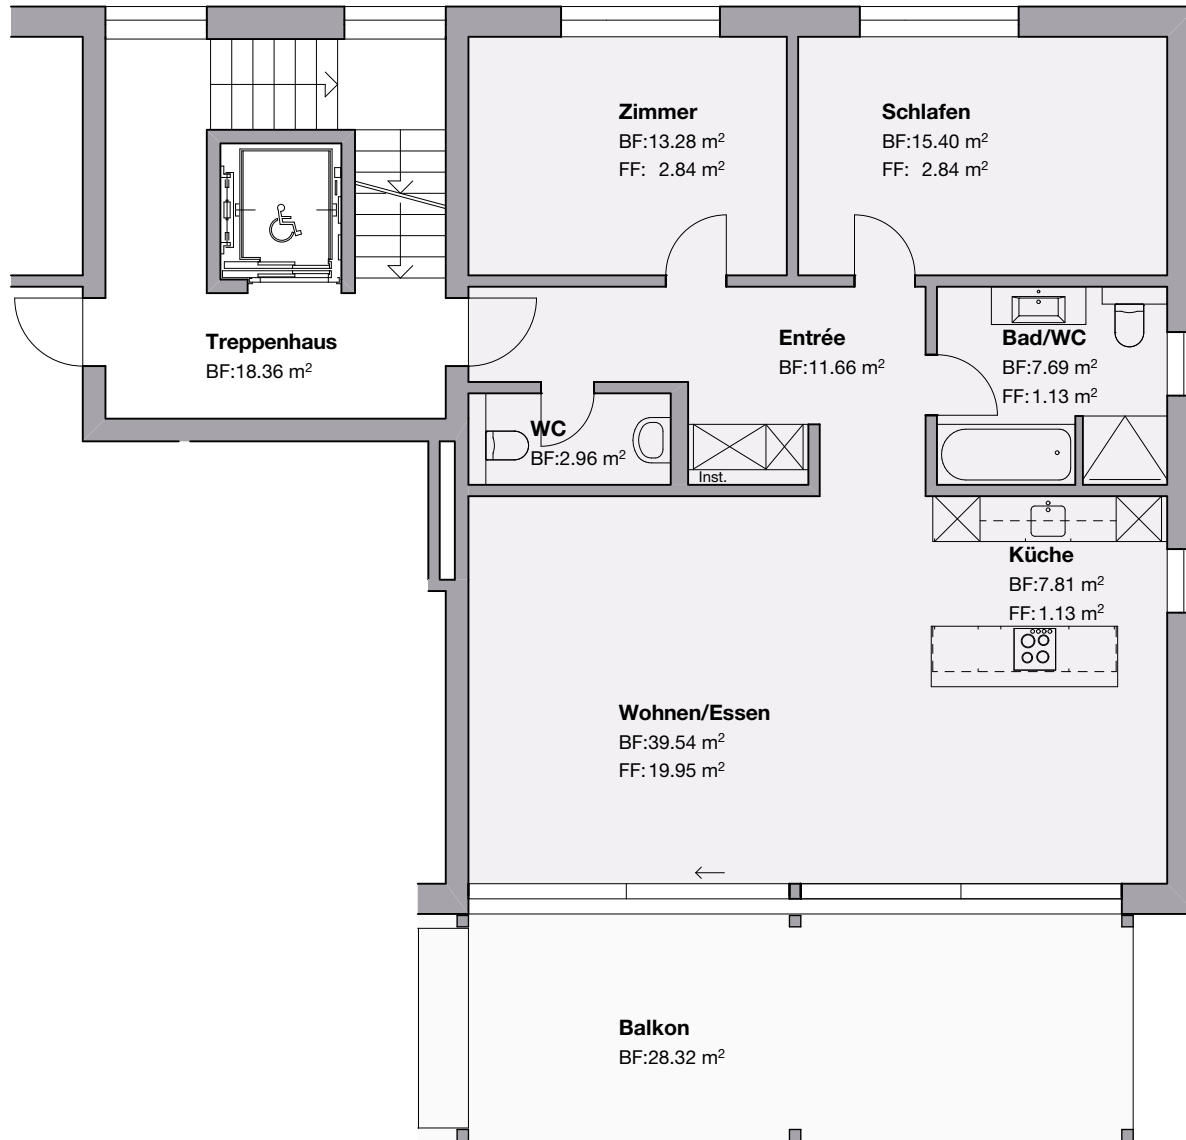 Zimmer
BF:13.28 m²
FF: 2.84 m²
Schlafen
BF:15.40 m²
FF: 2.84 m²
Treppenhaus
BF:18.36 m²
Entrée
BF:11.66 m²
Bad/WC
BF:7.69 m²
FF:1.13 m²
WC
BF:2.96 m²
Inst.
Küche
BF:7.81 m²
FF:1.13 m²
Wohnen/Essen
BF:39.54 m²
FF:19.95 m²
Balkon
BF:28.32 m²